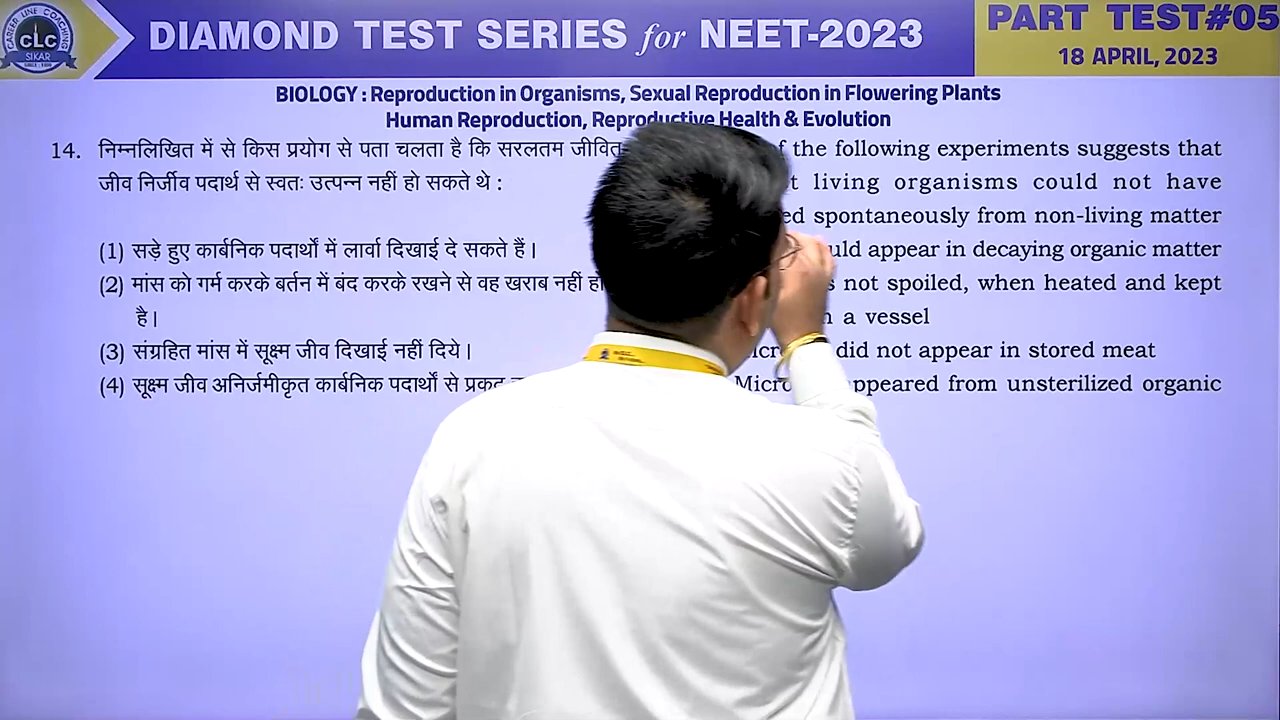 CAREER LINE COACHING
CLC
SIKAR
DIAMOND TEST SERIES for NEET-2023
PART TEST#05
18 APRIL, 2023
BIOLOGY : Reproduction in Organisms, Sexual Reproduction in Flowering Plants
Human Reproduction, Reproductive Health & Evolution
14. निम्नलिखित में से किस प्रयोग से पता चलता है कि सरलतम जीवित
जीव निर्जीव पदार्थ से स्वतः उत्पन्न नहीं हो सकते थे :
(1) सड़े हुए कार्बनिक पदार्थों में लार्वा दिखाई दे सकते हैं।
(2) मांस को गर्म करके बर्तन में बंद करके रखने से वह खराब नहीं
है।
(3) संग्रहित मांस में सूक्ष्म जीव दिखाई नहीं दिये।
(4) सूक्ष्म जीव अनिर्जमीकृत कार्बनिक पदार्थों से
of the following experiments suggests that
living organisms could not have
spontaneously from non-living matter
appear in decaying organic matter
not spoiled, when heated and kept
a vessel
did not appear in stored meat
from unsterilized organic